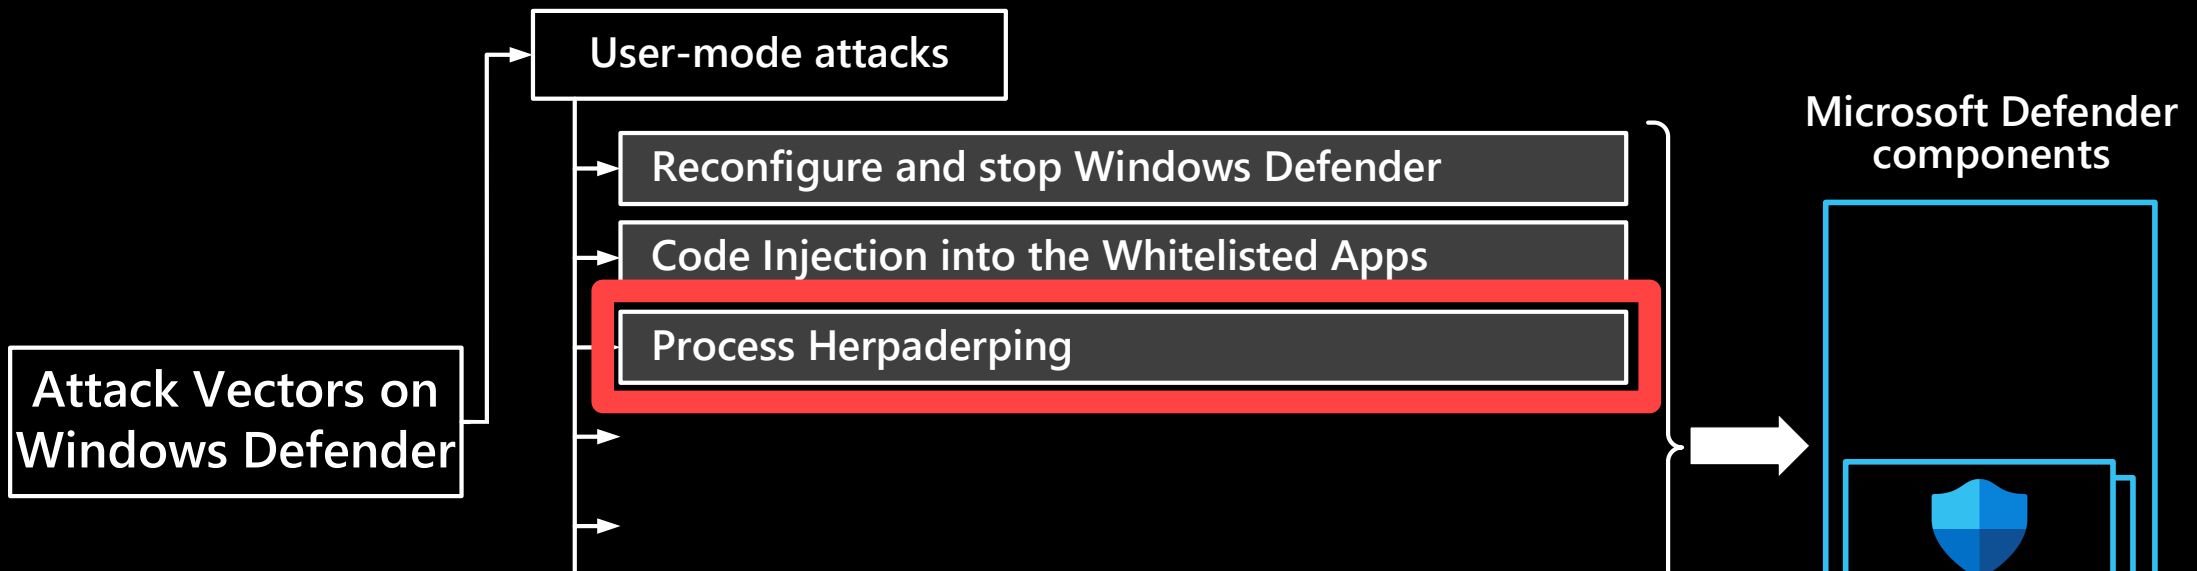 User-mode attacks
Reconfigure and stop Windows Defender
Code Injection into the Whitelisted Apps
Process Herpaderping
Attack Vectors on
Windows Defender
Microsoft Defender
components